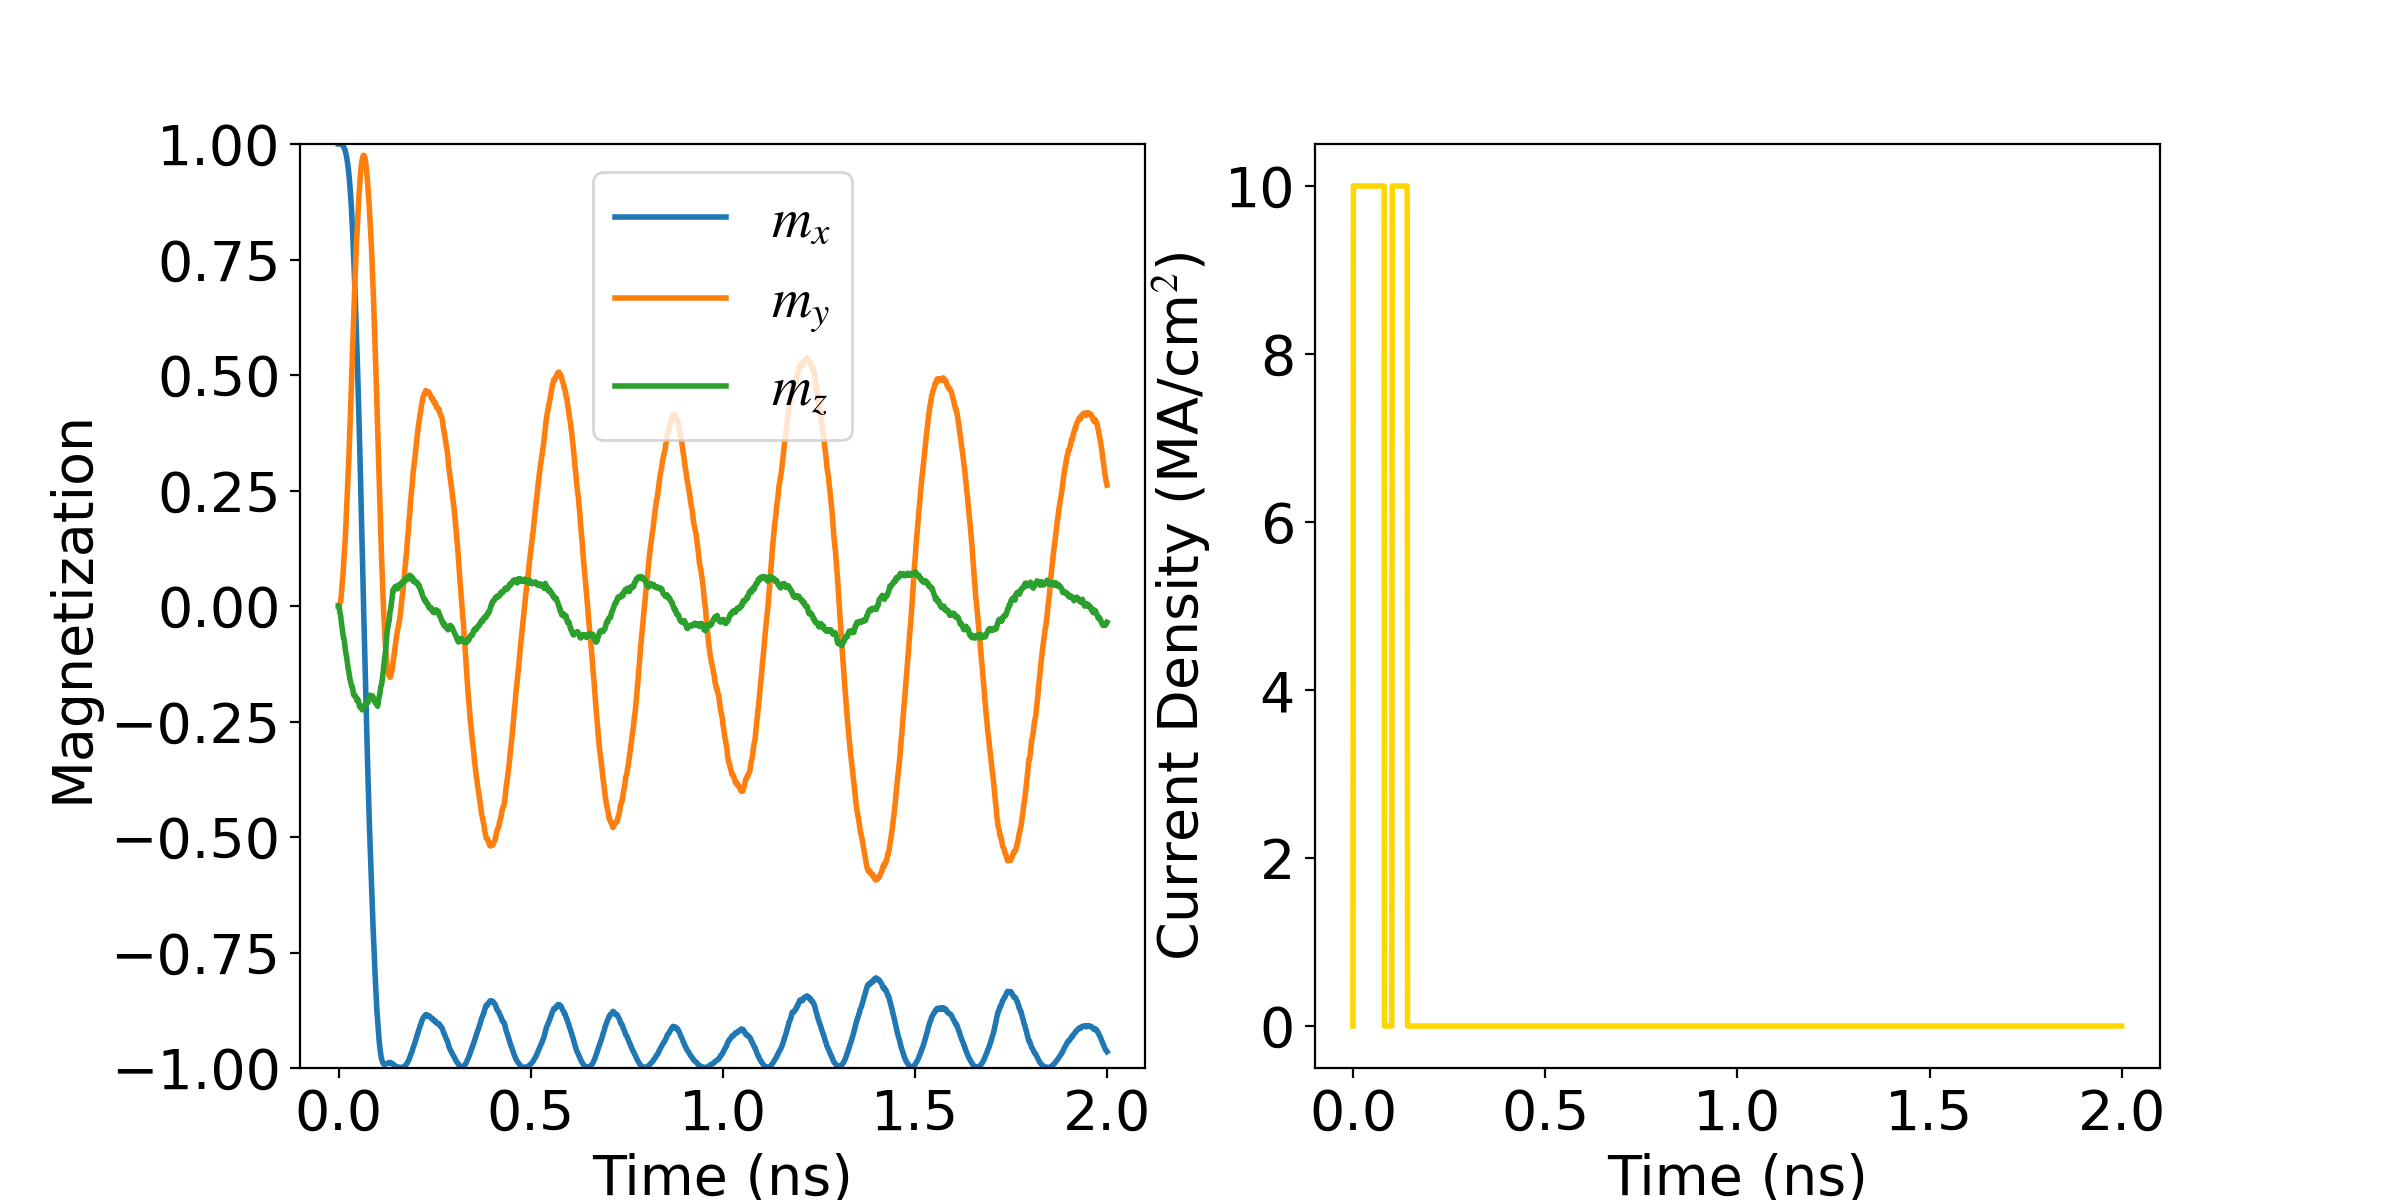 1.00
0.75
0.50
0.25
0.00
−0.25
−0.50
−0.75
−1.00
Magnetization
m_x
m_y
m_z
0.0 0.5 1.0 1.5 2.0
Time (ns)
10
8
6
4
2
0
Current Density (MA/cm²)
0.0 0.5 1.0 1.5 2.0
Time (ns)